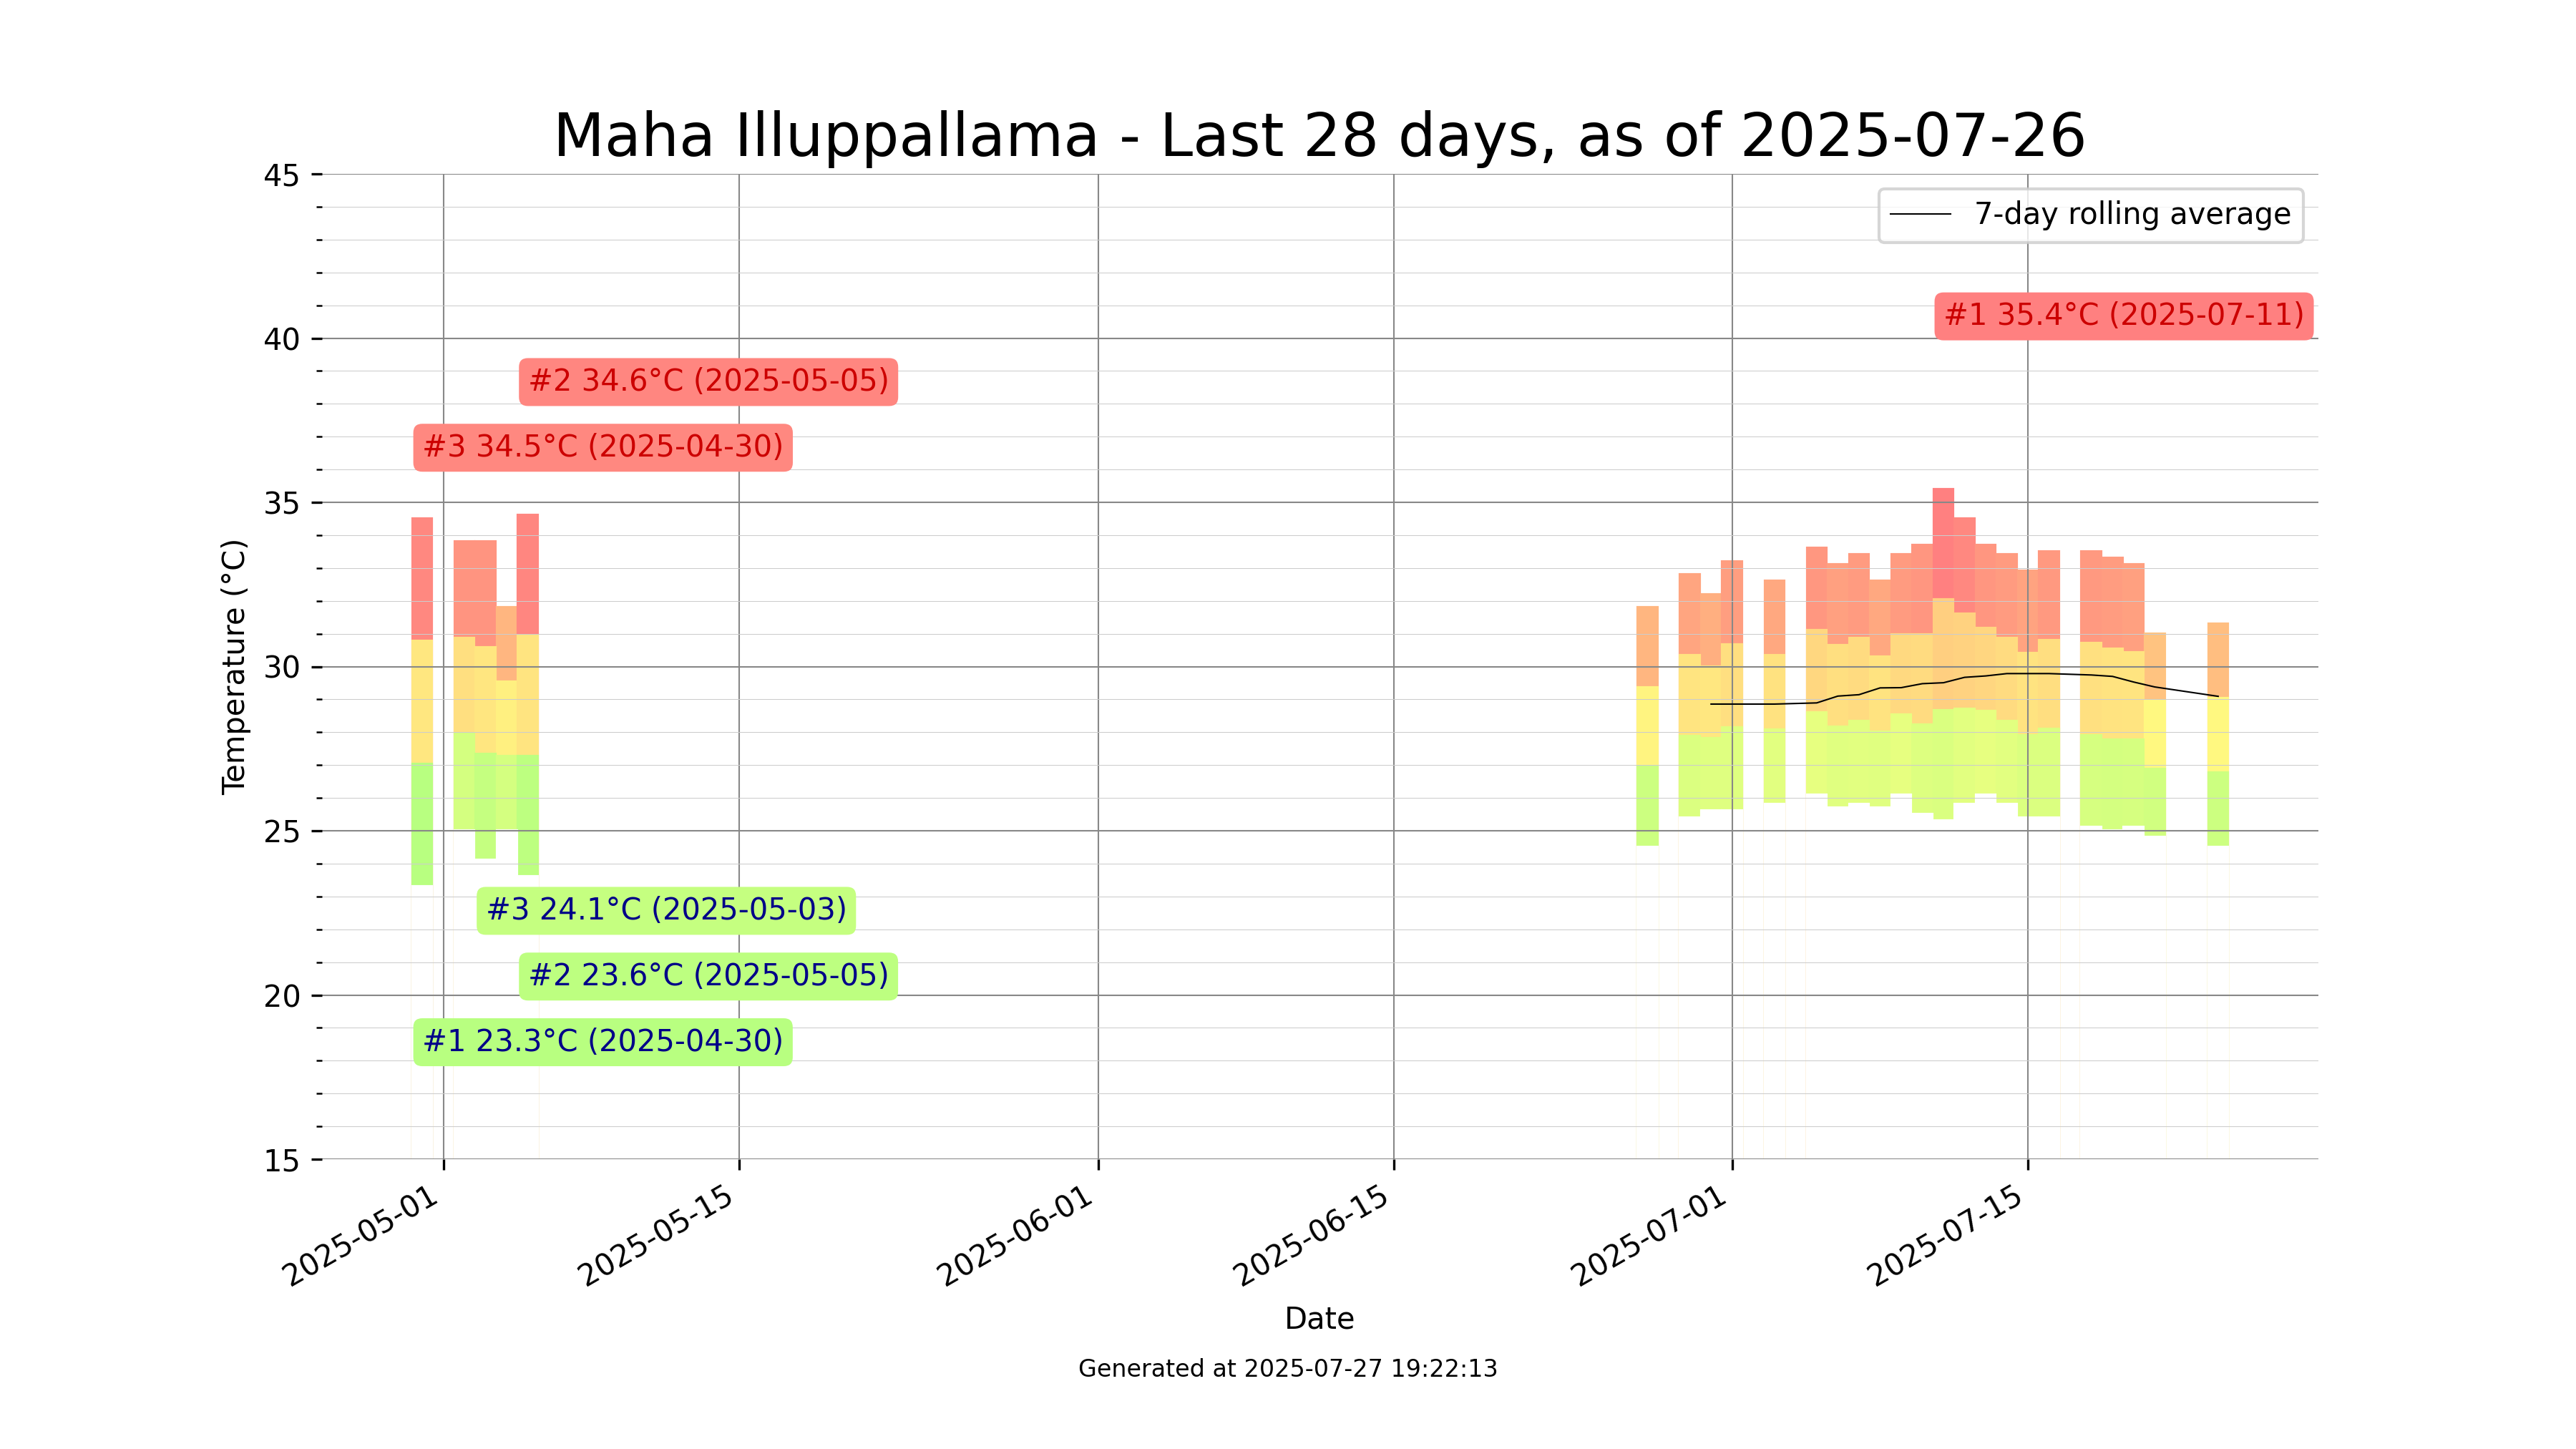 Maha Illuppallama - Last 28 days, as of 2025-07-26
7-day rolling average
#1 35.4°C (2025-07-11)
#2 34.6°C (2025-05-05)
#3 34.5°C (2025-04-30)
#3 24.1°C (2025-05-03)
#2 23.6°C (2025-05-05)
#1 23.3°C (2025-04-30)
Temperature (°C)
45
40
35
30
25
20
15
2025-05-01
2025-05-15
2025-06-01
2025-06-15
2025-07-01
2025-07-15
Date
Generated at 2025-07-27 19:22:13